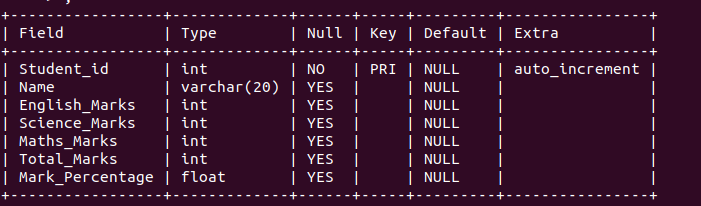 +-----------------+-------------+------+-----+---------+----------------+
| Field           | Type        | Null | Key | Default | Extra          |
+-----------------+-------------+------+-----+---------+----------------+
| Student_id      | int         | NO   | PRI | NULL    | auto_increment |
| Name            | varchar(20) | YES  |     | NULL    |                |
| English_Marks   | int         | YES  |     | NULL    |                |
| Science_Marks   | int         | YES  |     | NULL    |                |
| Maths_Marks     | int         | YES  |     | NULL    |                |
| Total_Marks     | int         | YES  |     | NULL    |                |
| Mark_Percentage | float       | YES  |     | NULL    |                |
+-----------------+-------------+------+-----+---------+----------------+